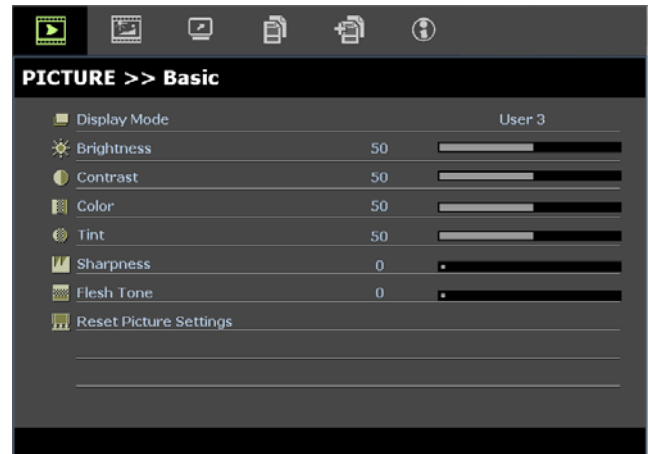 PICTURE >> Basic
Display Mode User 3
Brightness 50
Contrast 50
Color 50
Tint 50
Sharpness 0
Flesh Tone 0
Reset Picture Settings